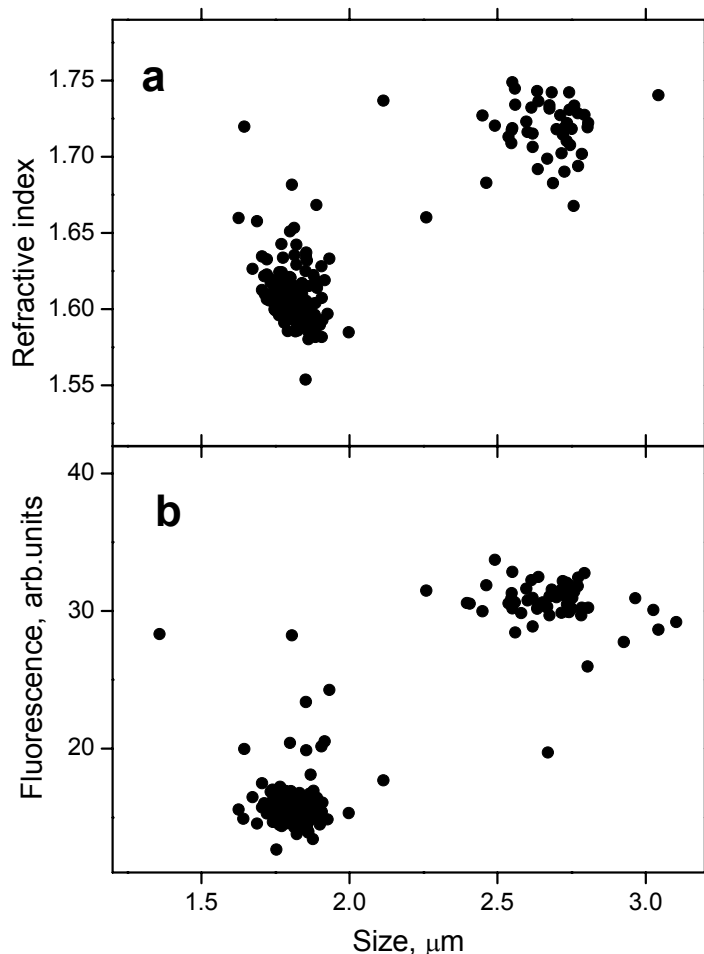 a
1.75
1.70
1.65
1.60
1.55
Refractive index
b
40
30
20
Fluorescence, arb.units
1.5
2.0
2.5
3.0
Size, μm